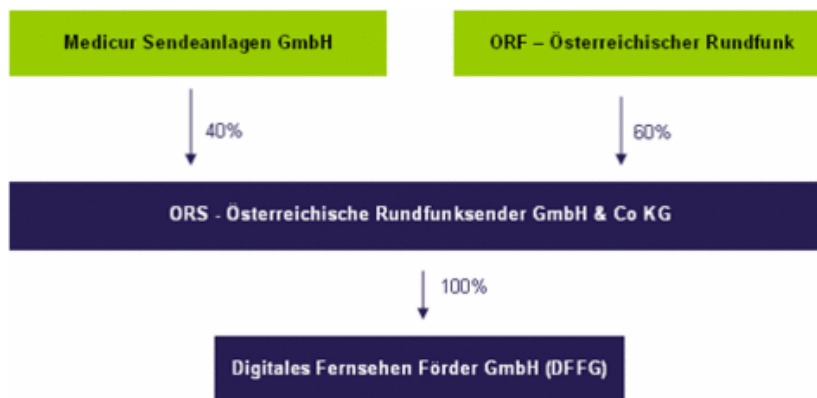 Medicur Sendeanlagen GmbH
ORF – Österreichischer Rundfunk
40%
60%
ORS - Österreichische Rundfunksender GmbH & Co KG
100%
Digitales Fernsehen Förder GmbH (DFFG)